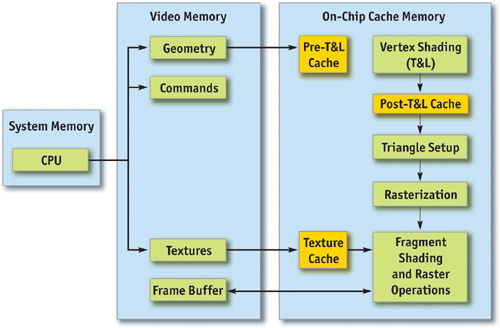 System Memory
CPU
Video Memory
Geometry
Commands
Textures
Frame Buffer
On-Chip Cache Memory
Pre-T&L
Cache
Texture
Cache
Vertex Shading
(T&L)
Post-T&L Cache
Triangle Setup
Rasterization
Fragment
Shading
and Raster
Operations